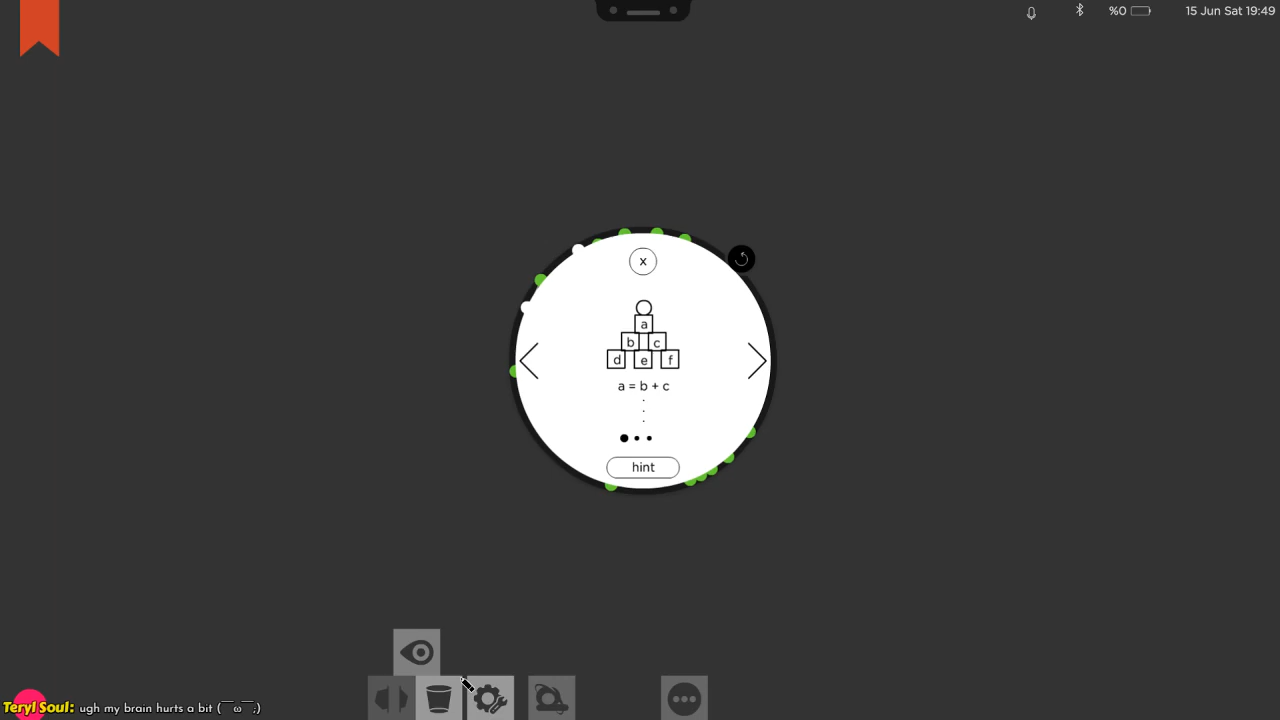 %0
15 Jun Sat 19:49
x
a
b c
d e f
a = b + c
hint
Teryl Soul: ugh my brain hurts a bit (￣ω￣;)